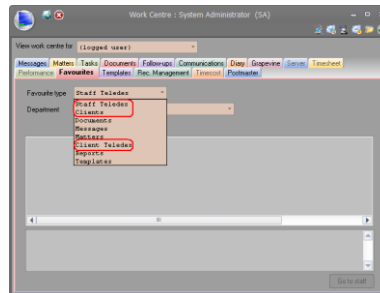 Work Centre : System Administrator (SA)
View work centre for (Logged user)
Messages Matters Tasks Documents Follow-ups Communications Diary Grapevine Server Timesheet
Performance Favourites Templates Rec. Management Timecost Postmaster
Favourite type Staff Teledex
Department
Staff Teledex
Clients
Documents
Messages
Matters
Client Teledex
Reports
Templates
Go to staff